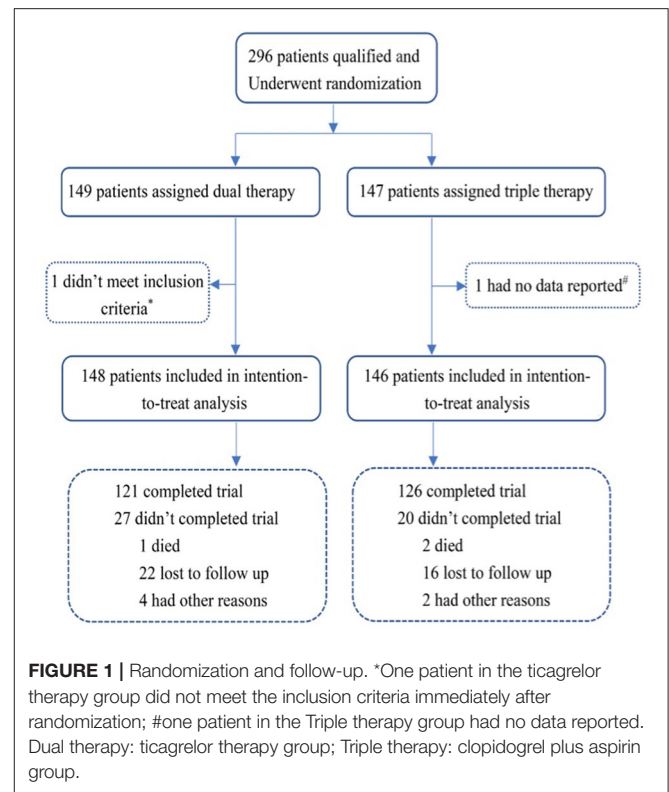 296 patients qualified and
Underwent randomization
149 patients assigned dual therapy
147 patients assigned triple therapy
1 didn't meet inclusion
criteria*
1 had no data reported#
148 patients included in intention-
to-treat analysis
146 patients included in intention-
to-treat analysis
121 completed trial
27 didn't completed trial
1 died
22 lost to follow up
4 had other reasons
126 completed trial
20 didn't completed trial
2 died
16 lost to follow up
2 had other reasons
FIGURE 1 | Randomization and follow-up. *One patient in the ticagrelor
therapy group did not meet the inclusion criteria immediately after
randomization; #one patient in the Triple therapy group had no data reported.
Dual therapy: ticagrelor therapy group; Triple therapy: clopidogrel plus aspirin
group.